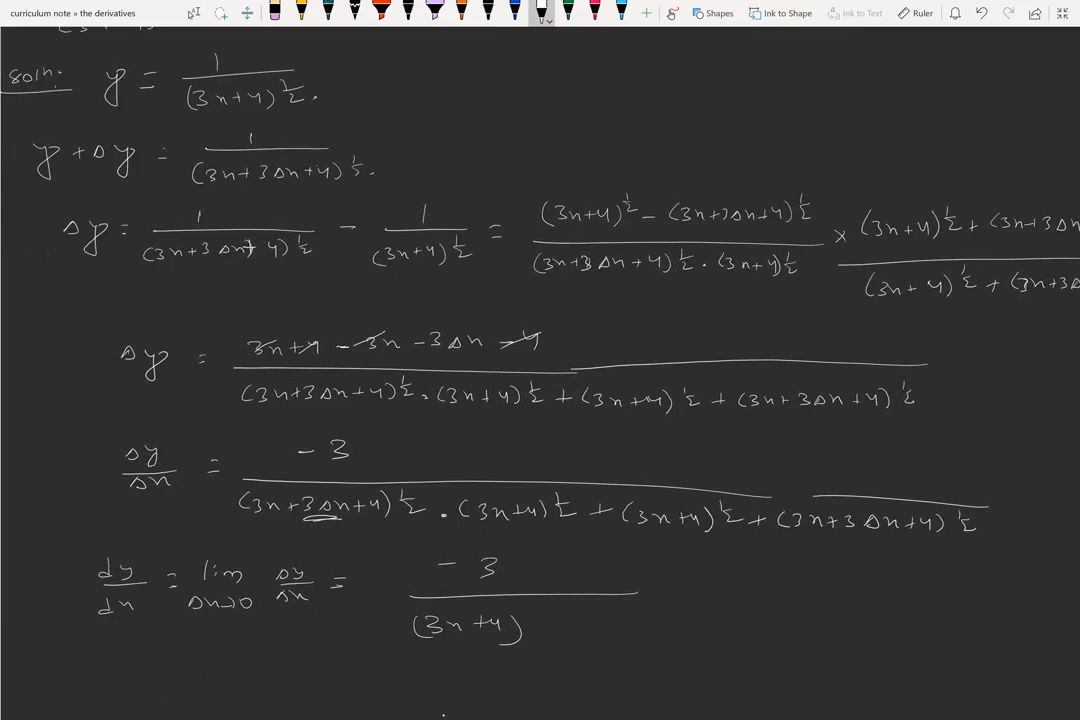 curriculum note » the derivatives
Shapes Ink to Shape Ink to Text Ruler
soln: y = 1/(3x+4)^½.
y + Δy = 1/(3x+3Δx+4)^½.
Δy = 1/(3x+3Δx+4)^½ - 1/(3x+4)^½ = ((3x+4)^½ - (3x+3Δx+4)^½)/((3x+3Δx+4)^½ · (3x+4)^½) × ((3x+4)^½ + (3x+3Δx)/((3x+4)^½ + (3x+3Δ)
Δy = (3x+4 - 3x - 3Δx - 4)/((3x+3Δx+4)^½ · (3x+4)^½ + (3x+4)^½ + (3x+3Δx+4)^½)
Δy/Δx = -3/((3x+3Δx+4)^½ · (3x+4)^½ + (3x+4)^½ + (3x+3Δx+4)^½)
dy/dx = lim Δx→0 Δy/Δx = -3/(3x+4)